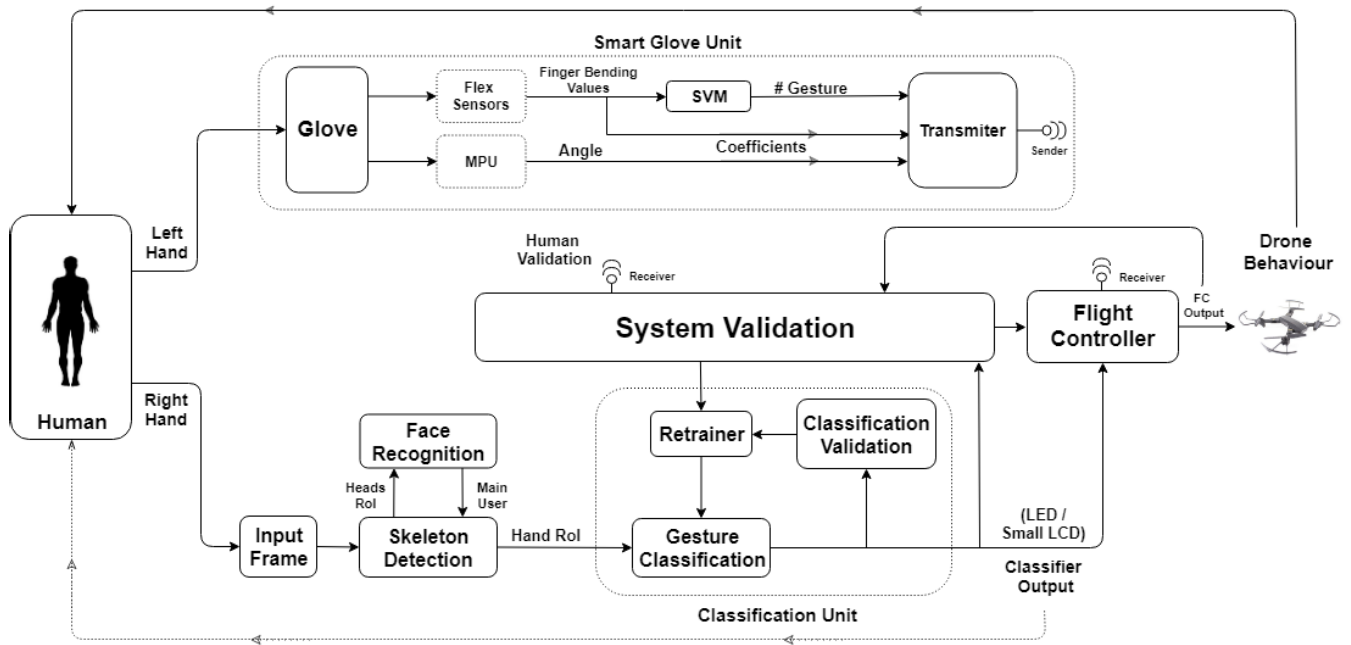 Smart Glove Unit
Glove
Flex
Sensors
Finger Bending
Values
SVM
# Gesture
Transmiter
Sender
MPU
Angle
Coefficients
Left
Hand
Human
Validation
Receiver
Receiver
Drone
Behaviour
System Validation
Flight
Controller
FC
Output
Human
Right
Hand
Face
Recognition
Retrainer
Classification
Validation
Heads
RoI
Main
User
Input
Frame
Skeleton
Detection
Hand RoI
Gesture
Classification
(LED /
Small LCD)
Classifier
Output
Classification Unit